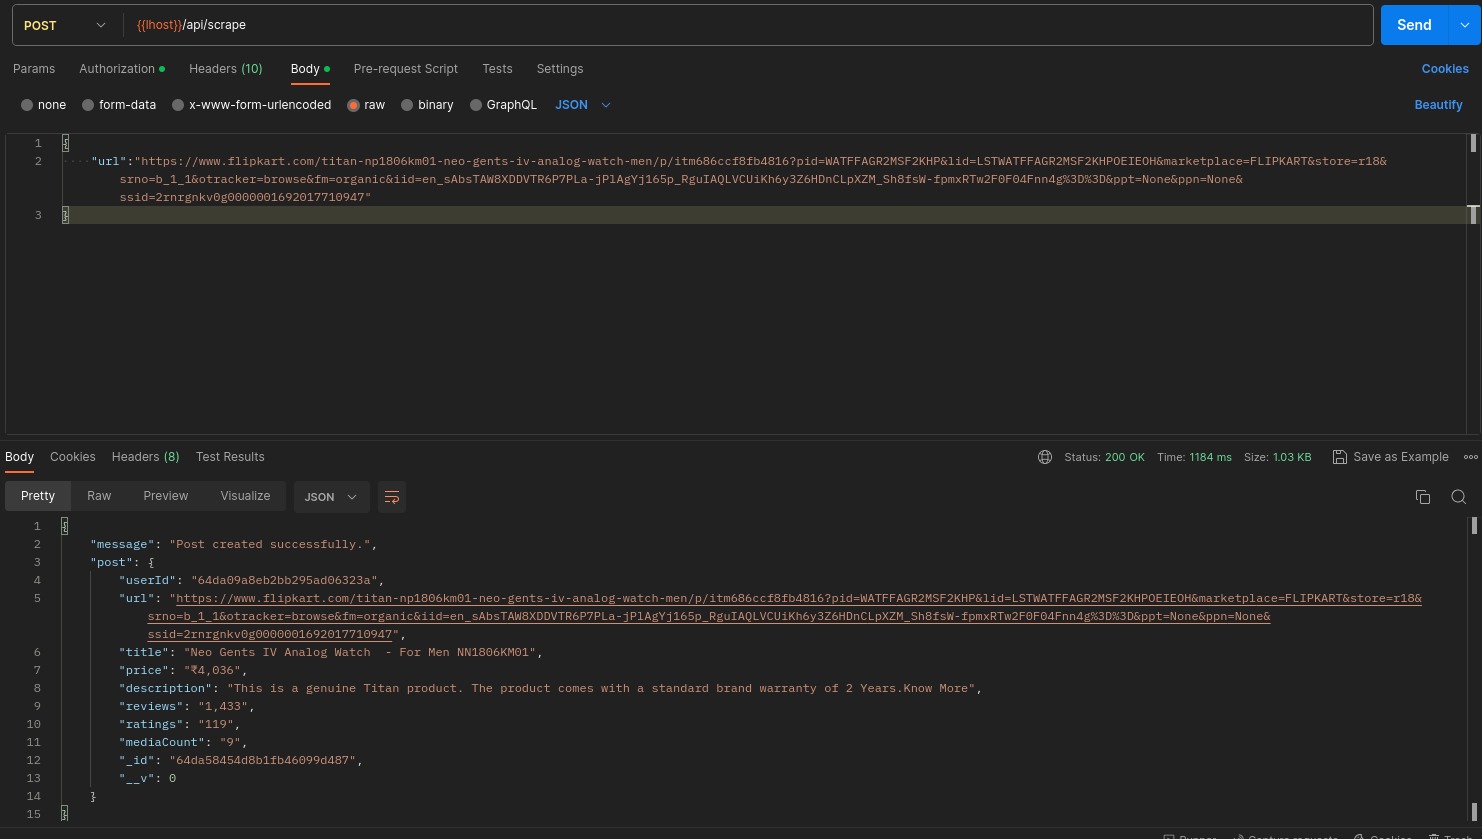 POST {{lhost}}/api/scrape Send
Params Authorization Headers (10) Body Pre-request Script Tests Settings Cookies
none form-data x-www-form-urlencoded raw binary GraphQL JSON Beautify
1 {
2 "url":"https://www.flipkart.com/titan-np1806km01-neo-gents-iv-analog-watch-men/p/itm686ccf8fb4816?pid=WATFFAGR2MSF2KHP&lid=LSTWATFFAGR2MSF2KHPOEIEOH&marketplace=FLIPKART&store=r18&
srno=b_1_1&otracker=browse&fm=organic&iid=en_sAbsTAW8XDDVTR6P7PLa-jPlAgYj165p_RguIAQLVCUiKh6y3Z6HDnCLpXZM_Sh8fsW-fpmxRTw2F0F04Fnn4g%3D%3D&ppt=None&ppn=None&
ssid=2rnrgnkv0g0000001692017710947"
3 }
Body Cookies Headers (8) Test Results Status: 200 OK Time: 1184 ms Size: 1.03 KB Save as Example
Pretty Raw Preview Visualize JSON
1 {
2 "message": "Post created successfully.",
3 "post": {
4 "userId": "64da09a8eb2bb295ad06323a",
5 "url": "https://www.flipkart.com/titan-np1806km01-neo-gents-iv-analog-watch-men/p/itm686ccf8fb4816?pid=WATFFAGR2MSF2KHP&lid=LSTWATFFAGR2MSF2KHPOEIEOH&marketplace=FLIPKART&store=r18&
srno=b_1_1&otracker=browse&fm=organic&iid=en_sAbsTAW8XDDVTR6P7PLa-jPlAgYj165p_RguIAQLVCUiKh6y3Z6HDnCLpXZM_Sh8fsW-fpmxRTw2F0F04Fnn4g%3D%3D&ppt=None&ppn=None&
ssid=2rnrgnkv0g0000001692017710947",
6 "title": "Neo Gents IV Analog Watch  - For Men NN1806KM01",
7 "price": "₹4,036",
8 "description": "This is a genuine Titan product. The product comes with a standard brand warranty of 2 Years.Know More",
9 "reviews": "1,433",
10 "ratings": "119",
11 "mediaCount": "9",
12 "_id": "64da58454d8b1fb46099d487",
13 "__v": 0
14 }
15 }
Runner Capture requests Cookies Trash